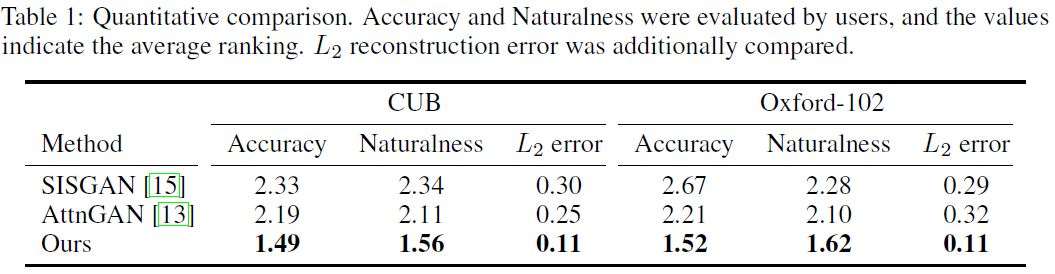 Table 1: Quantitative comparison. Accuracy and Naturalness were evaluated by users, and the values
indicate the average ranking. L2 reconstruction error was additionally compared.
CUB Oxford-102
Method Accuracy Naturalness L2 error Accuracy Naturalness L2 error
SISGAN [15] 2.33 2.34 0.30 2.67 2.28 0.29
AttnGAN [13] 2.19 2.11 0.25 2.21 2.10 0.32
Ours 1.49 1.56 0.11 1.52 1.62 0.11